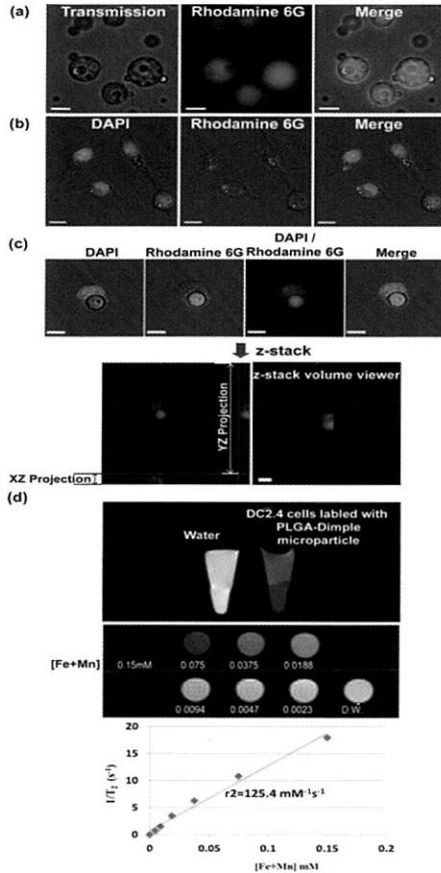 (a)
Transmission Rhodamine 6G Merge
(b)
DAPI Rhodamine 6G Merge
(c)
DAPI Rhodamine 6G DAPI / Rhodamine 6G Merge
z-stack
YZ Projection
z-stack volume viewer
XZ Projection
(d)
Water
DC2.4 cells labled with
PLGA-Dimple
microparticle
[Fe+Mn] 0.15mM 0.075 0.0375 0.0188
0.0094 0.0047 0.0023 D.W.
20
15
10
5
0
1/T2 (s-1)
r2=125.4 mM-1s-1
0 0.05 0.1 0.15 0.2
[Fe+Mn] mM